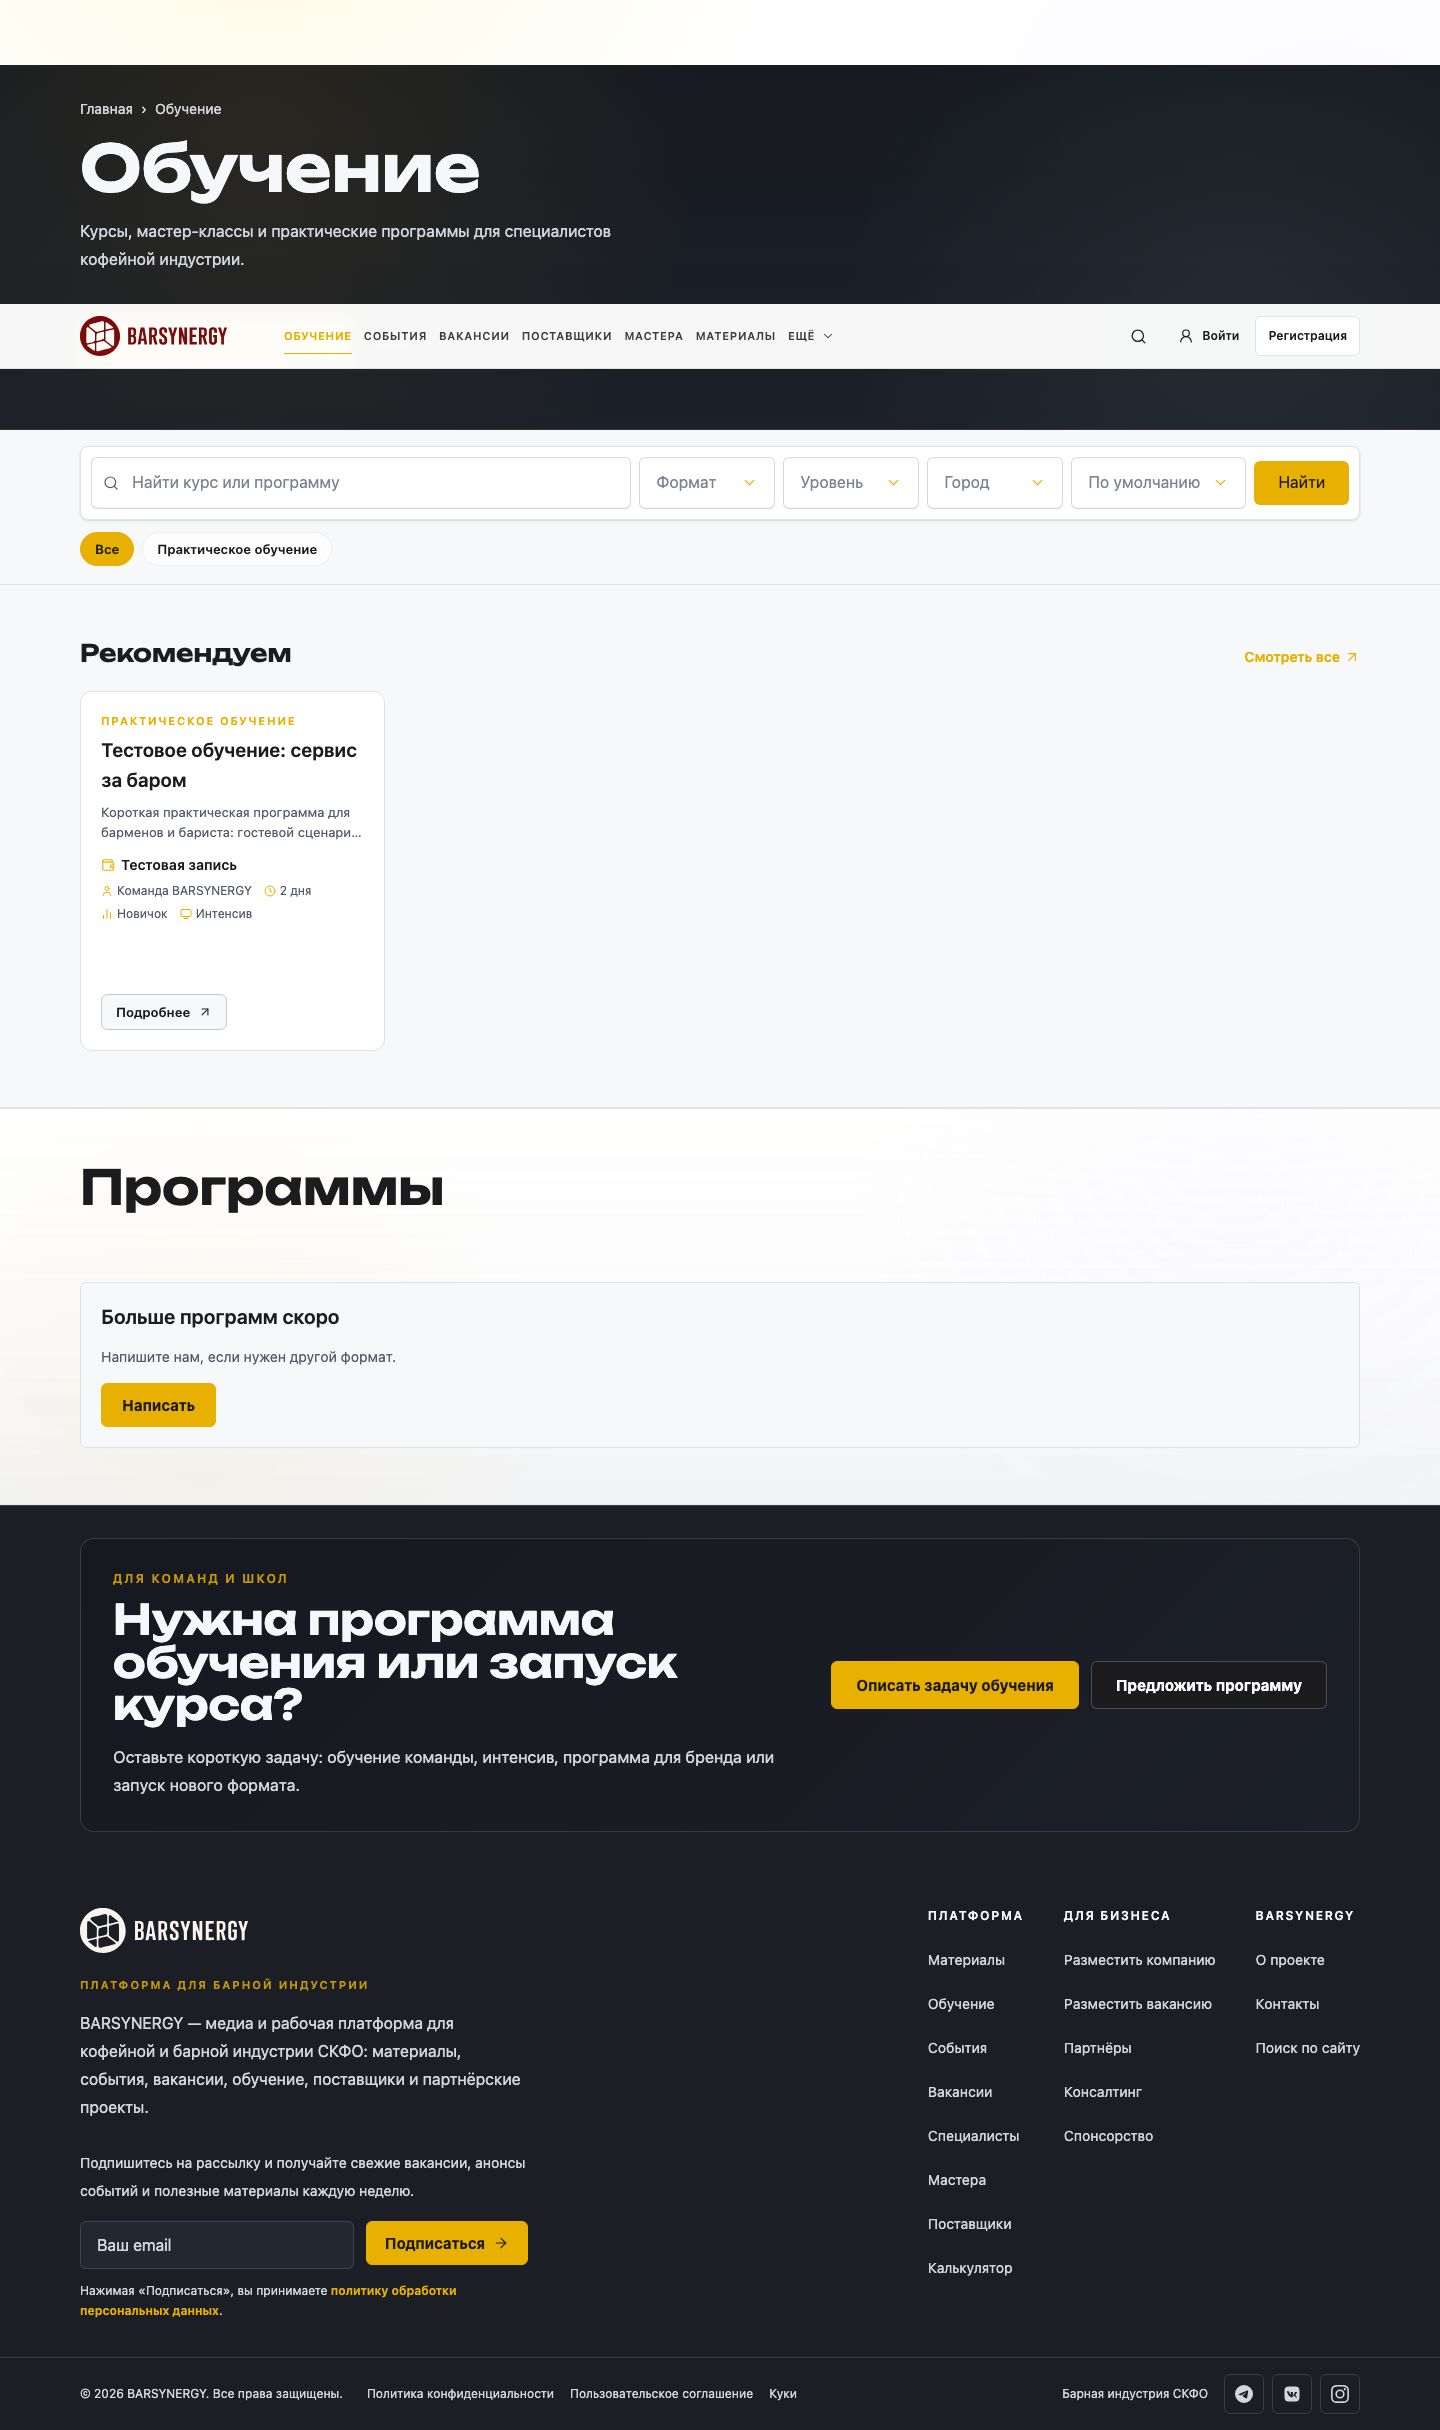 Главная › Обучение
Обучение
Курсы, мастер-классы и практические программы для специалистов
кофейной индустрии.
BARSYNERGY ОБУЧЕНИЕ СОБЫТИЯ ВАКАНСИИ ПОСТАВЩИКИ МАСТЕРА МАТЕРИАЛЫ ЕЩЁ Войти Регистрация
Найти курс или программу Формат Уровень Город По умолчанию Найти
Все Практическое обучение
Рекомендуем
Смотреть все
ПРАКТИЧЕСКОЕ ОБУЧЕНИЕ
Тестовое обучение: сервис
за баром
Короткая практическая программа для
барменов и бариста: гостевой сценари...
Тестовая запись
Команда BARSYNERGY 2 дня
Новичок Интенсив
Подробнее
Программы
Больше программ скоро
Напишите нам, если нужен другой формат.
Написать
ДЛЯ КОМАНД И ШКОЛ
Нужна программа
обучения или запуск
курса?
Оставьте короткую задачу: обучение команды, интенсив, программа для бренда или
запуск нового формата.
Описать задачу обучения Предложить программу
BARSYNERGY
ПЛАТФОРМА ДЛЯ БАРНОЙ ИНДУСТРИИ
BARSYNERGY — медиа и рабочая платформа для
кофейной и барной индустрии СКФО: материалы,
события, вакансии, обучение, поставщики и партнёрские
проекты.
Подпишитесь на рассылку и получайте свежие вакансии, анонсы
событий и полезные материалы каждую неделю.
Ваш email Подписаться
Нажимая «Подписаться», вы принимаете политику обработки
персональных данных.
ПЛАТФОРМА
Материалы
Обучение
События
Вакансии
Специалисты
Мастера
Поставщики
Калькулятор
ДЛЯ БИЗНЕСА
Разместить компанию
Разместить вакансию
Партнёры
Консалтинг
Спонсорство
BARSYNERGY
О проекте
Контакты
Поиск по сайту
© 2026 BARSYNERGY. Все права защищены. Политика конфиденциальности Пользовательское соглашение Куки Барная индустрия СКФО